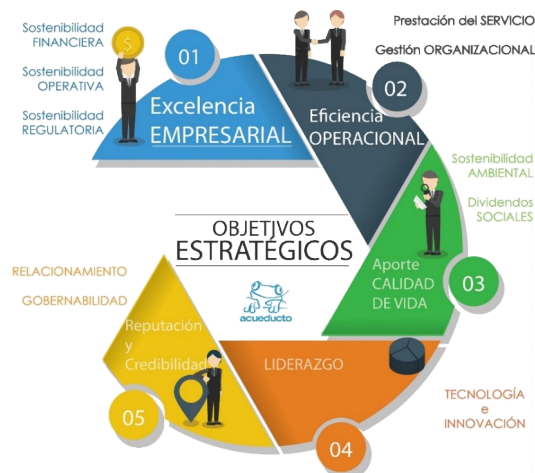 Sostenibilidad
FINANCIERA
Sostenibilidad
OPERATIVA
Sostenibilidad
REGULATORIA
$
01
Excelencia
EMPRESARIAL
Prestación del SERVICIO
Gestión ORGANIZACIONAL
02
Eficiencia
OPERACIONAL
Sostenibilidad
AMBIENTAL
Dividendos
SOCIALES
03
Aporte
CALIDAD
DE VIDA
OBJETIVOS
ESTRATÉGICOS
acueducto
LIDERAZGO
04
TECNOLOGÍA
e
INNOVACIÓN
RELACIONAMIENTO
GOBERNABILIDAD
Reputación
y
Credibilidad
05